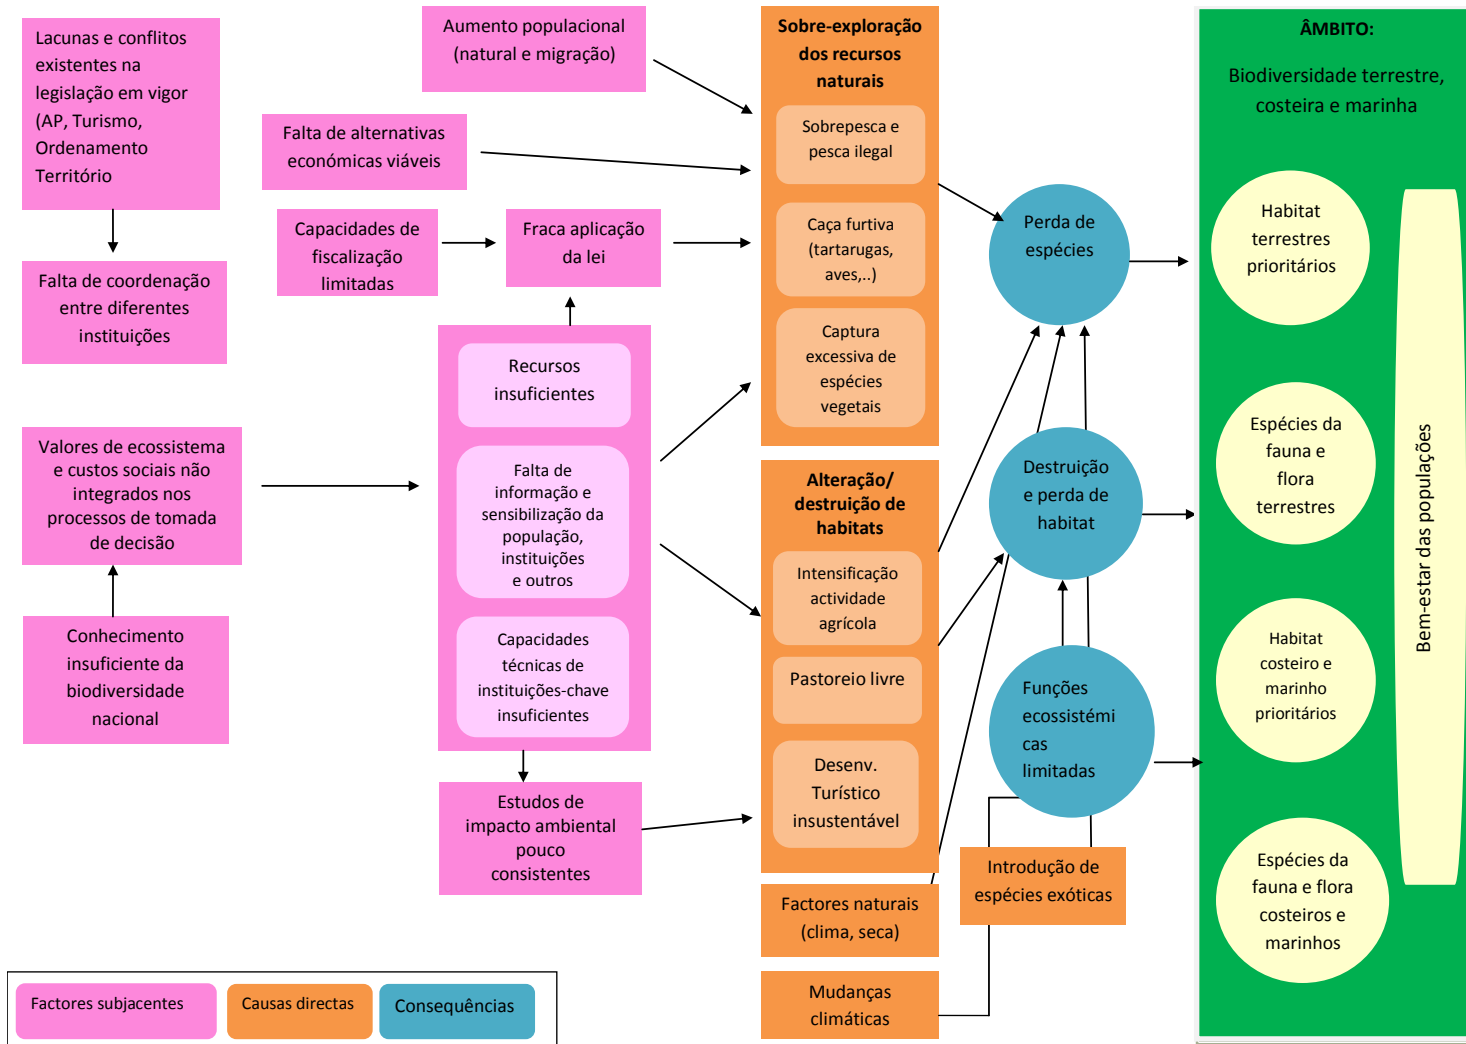 Lacunas e conflitos
existentes na
legislação em vigor
(AP, Turismo,
Ordenamento
Território
Falta de coordenação
entre diferentes
instituições
Valores de ecossistema
e custos sociais não
integrados nos
processos de tomada
de decisão
Conhecimento
insuficiente da
biodiversidade
nacional
Aumento populacional
(natural e migração)
Falta de alternativas
económicas viáveis
Capacidades de
fiscalização
limitadas
Fraca aplicação
da lei
Recursos
insuficientes
Falta de
informação e
sensibilização da
população,
instituições
e outros
Capacidades
técnicas de
instituições-chave
insuficientes
Estudos de
impacto ambiental
pouco
consistentes
Sobre-exploração
dos recursos
naturais
Sobrepesca e
pesca ilegal
Caça furtiva
(tartarugas,
aves,..)
Captura
excessiva de
espécies
vegetais
Alteração/
destruição de
habitats
Intensificação
actividade
agrícola
Pastoreio livre
Desenv.
Turístico
insustentável
Factores naturais
(clima, seca)
Mudanças
climáticas
Introdução de
espécies exóticas
Perda de
espécies
Destruição
e perda de
habitat
Funções
ecossistémi
cas
limitadas
ÂMBITO:
Biodiversidade terrestre,
costeira e marinha
Habitat
terrestres
prioritários
Espécies da
fauna e
flora
terrestres
Habitat
costeiro e
marinho
prioritários
Espécies da
fauna e flora
costeiros e
marinhos
Bem-estar das populações
Factores subjacentes
Causas directas
Consequências